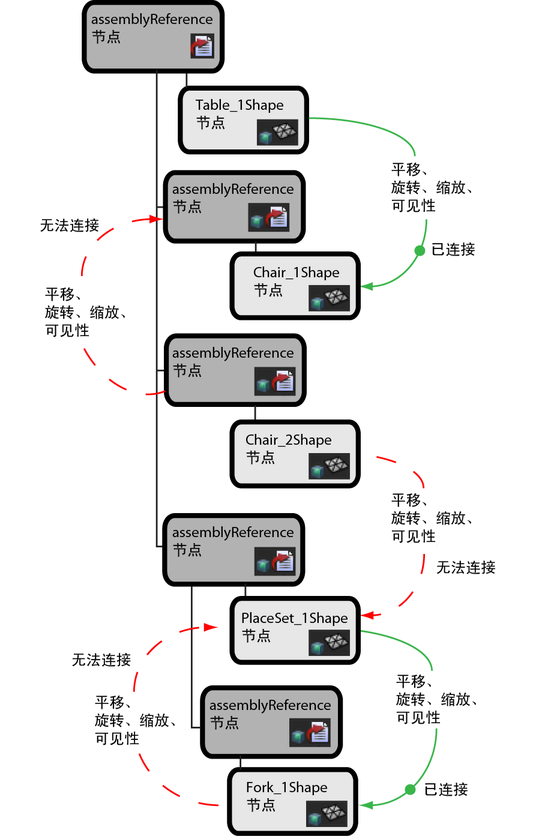 assemblyReference
节点
Table_1Shape
节点
平移、
旋转、缩放、
可见性
assemblyReference
节点
无法连接
已连接
Chair_1Shape
节点
平移、
旋转、缩放、
可见性
assemblyReference
节点
Chair_2Shape
节点
平移、
旋转、缩放、
可见性
assemblyReference
节点
无法连接
PlaceSet_1Shape
节点
无法连接
平移、
旋转、缩放、
可见性
平移、
旋转、缩放、
可见性
assemblyReference
节点
Fork_1Shape
节点
已连接